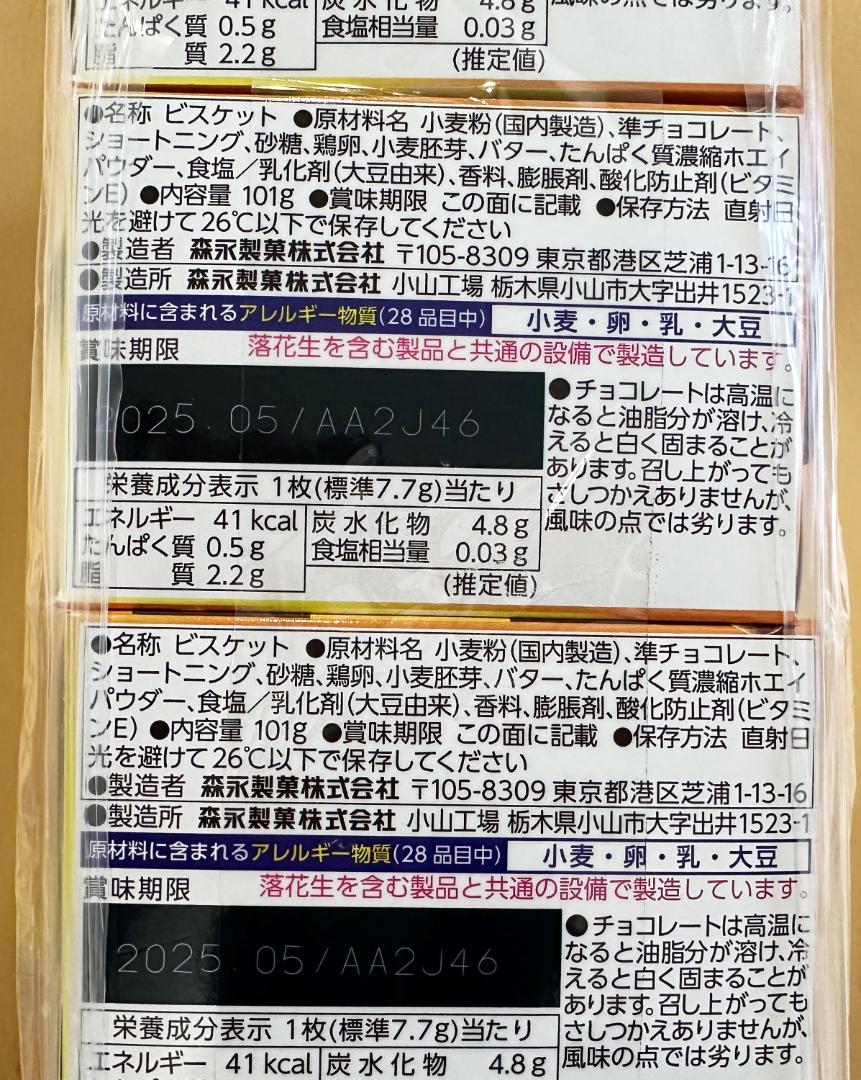 エネルギー 41 kcal 炭水化物 4.8g 風味の点では劣ります。
たんぱく質 0.5g 食塩相当量 0.03g
脂 質 2.2g (推定値)
●名称 ビスケット ●原材料名 小麦粉(国内製造)、準チョコレート、
ショートニング、砂糖、鶏卵、小麦胚芽、バター、たんぱく質濃縮ホエイ
パウダー、食塩/乳化剤(大豆由来)、香料、膨脹剤、酸化防止剤(ビタミ
ンE) ●内容量 101g ●賞味期限 この面に記載 ●保存方法 直射日
光を避けて26℃以下で保存してください
●製造者 森永製菓株式会社 〒105-8309 東京都港区芝浦1-13-16
●製造所 森永製菓株式会社 小山工場 栃木県小山市大字出井1523-1
原材料に含まれるアレルギー物質(28品目中) 小麦・卵・乳・大豆
賞味期限 落花生を含む製品と共通の設備で製造しています。
2025.05/AA2J46
●チョコレートは高温に
なると油脂分が溶け、冷
えると白く固まることが
あります。召し上がっても
さしつかえありませんが、
風味の点では劣ります。
栄養成分表示 1枚(標準7.7g)当たり
エネルギー 41 kcal 炭水化物 4.8g
たんぱく質 0.5g 食塩相当量 0.03g
脂 質 2.2g
(推定値)
●名称 ビスケット ●原材料名 小麦粉(国内製造)、準チョコレート、
ショートニング、砂糖、鶏卵、小麦胚芽、バター、たんぱく質濃縮ホエイ
パウダー、食塩/乳化剤(大豆由来)、香料、膨脹剤、酸化防止剤(ビタミ
ンE) ●内容量 101g ●賞味期限 この面に記載 ●保存方法 直射日
光を避けて26℃以下で保存してください
●製造者 森永製菓株式会社 〒105-8309 東京都港区芝浦1-13-16
●製造所 森永製菓株式会社 小山工場 栃木県小山市大字出井1523-1
原材料に含まれるアレルギー物質(28品目中) 小麦・卵・乳・大豆
賞味期限 落花生を含む製品と共通の設備で製造しています。
2025.05/AA2J46
●チョコレートは高温に
なると油脂分が溶け、冷
えると白く固まることが
あります。召し上がっても
さしつかえありませんが、
風味の点では劣ります。
栄養成分表示 1枚(標準7.7g)当たり
エネルギー 41 kcal 炭水化物 4.8g